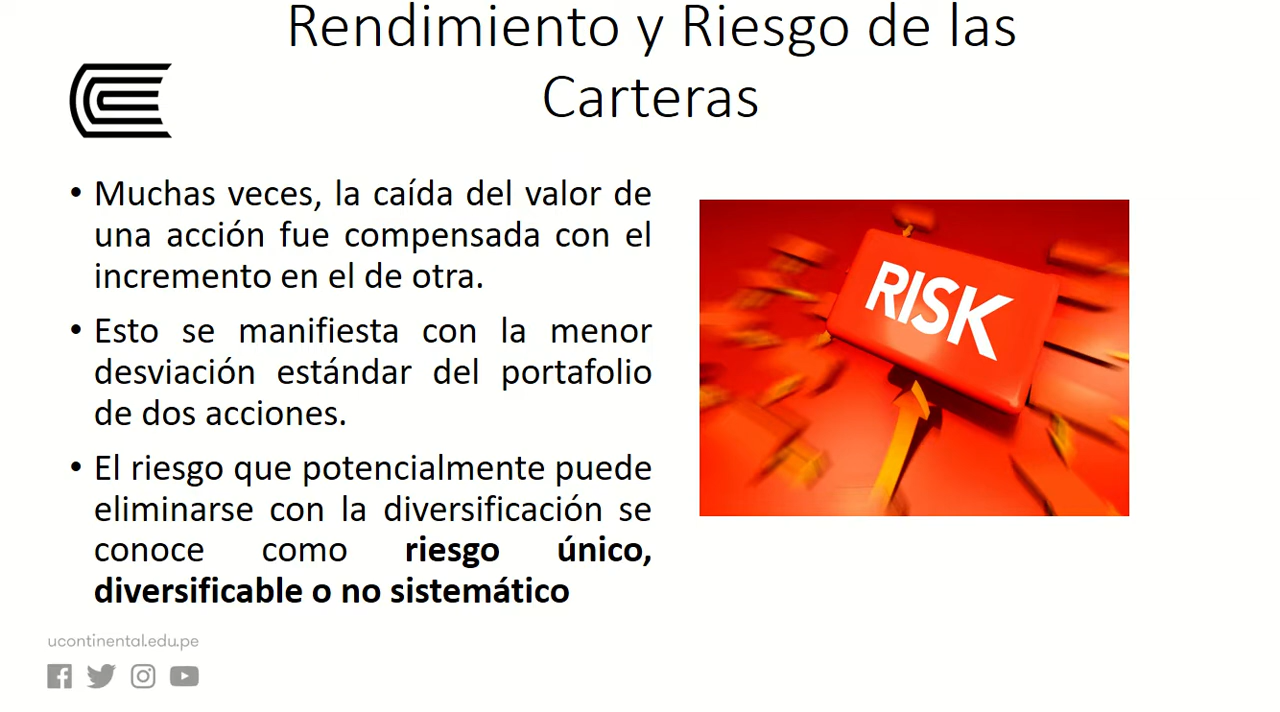 Rendimiento y Riesgo de las
Carteras
• Muchas veces, la caída del valor de
una acción fue compensada con el
incremento en el de otra.
• Esto se manifiesta con la menor
desviación estándar del portafolio
de dos acciones.
• El riesgo que potencialmente puede
eliminarse con la diversificación se
conoce como riesgo único,
diversificable o no sistemático
RISK
ucontinental.edu.pe